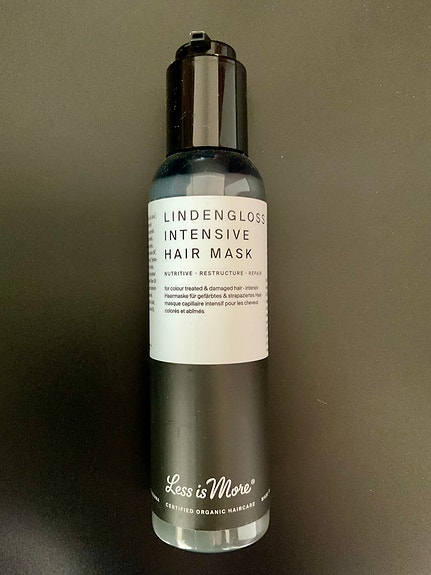 LINDENGLOSS
INTENSIVE
HAIR MASK
NUTRITIVE · RESTRUCTURE · REPAIR
for colour treated & damaged hair · Intensiv
Haarmaske für gefärbtes & strapaziertes Haar
masque capillaire intensif pour les cheveux
colorés et abîmés
Less is More®
CERTIFIED ORGANIC HAIRCARE